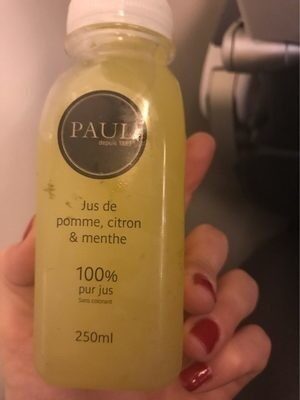 PAUL
depuis 1889
Jus de
pomme, citron
& menthe
100%
pur jus
Sans colorant
250ml